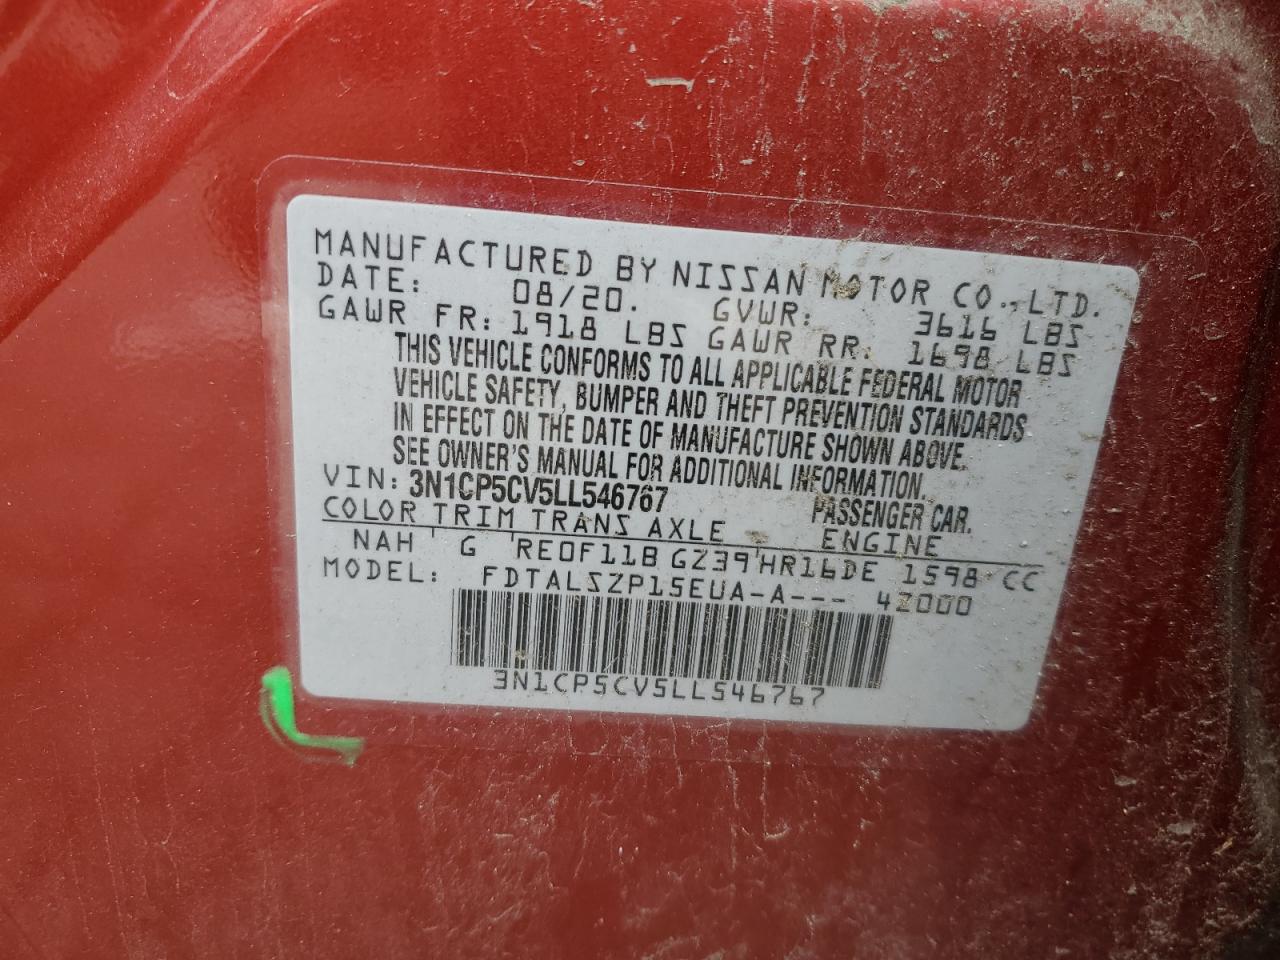 MANUFACTURED BY NISSAN MOTOR CO., LTD.
DATE: 08/20. GVWR: 3616 LBS
GAWR FR: 1918 LBS GAWR RR: 1698 LBS
THIS VEHICLE CONFORMS TO ALL APPLICABLE FEDERAL MOTOR
VEHICLE SAFETY, BUMPER AND THEFT PREVENTION STANDARDS
IN EFFECT ON THE DATE OF MANUFACTURE SHOWN ABOVE.
SEE OWNER'S MANUAL FOR ADDITIONAL INFORMATION.
VIN: 3N1CP5CV5LL546767 PASSENGER CAR.
COLOR TRIM TRANS AXLE ENGINE
NAH G RE0F11B GZ39 HR16DE 1598 CC
MODEL: FDTALSZP15EUA-A--- 42000
3N1CP5CV5LL546767